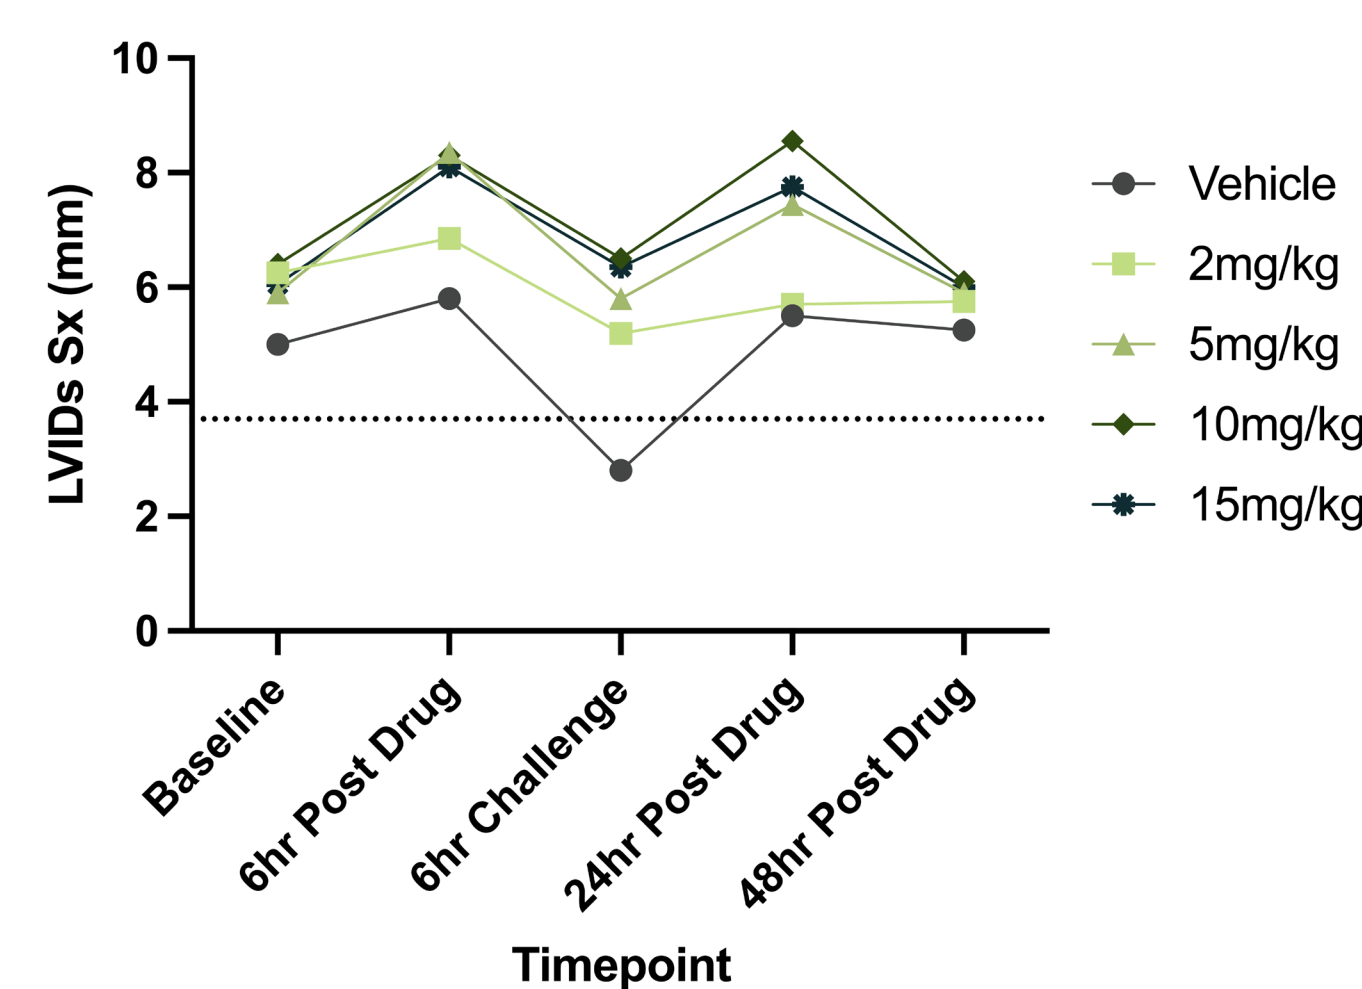 10
8
6
4
2
0
LVIDs Sx (mm)
Baseline
6hr Post Drug
6hr Challenge
24hr Post Drug
48hr Post Drug
Timepoint
Vehicle
2mg/kg
5mg/kg
10mg/kg
15mg/kg